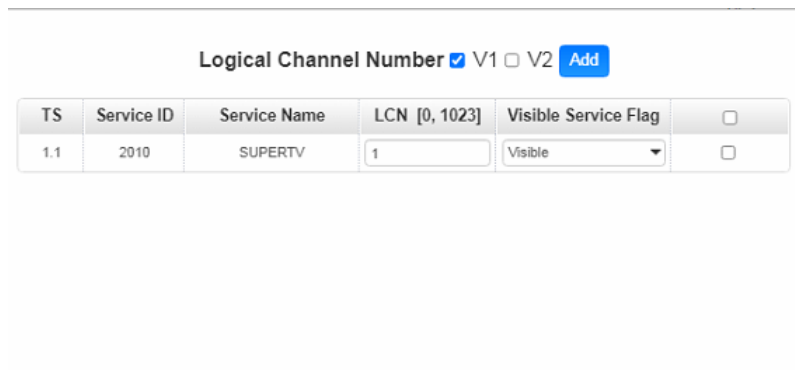 Logical Channel Number V1 V2 Add
TS Service ID Service Name LCN [0, 1023] Visible Service Flag
1.1 2010 SUPERTV 1 Visible